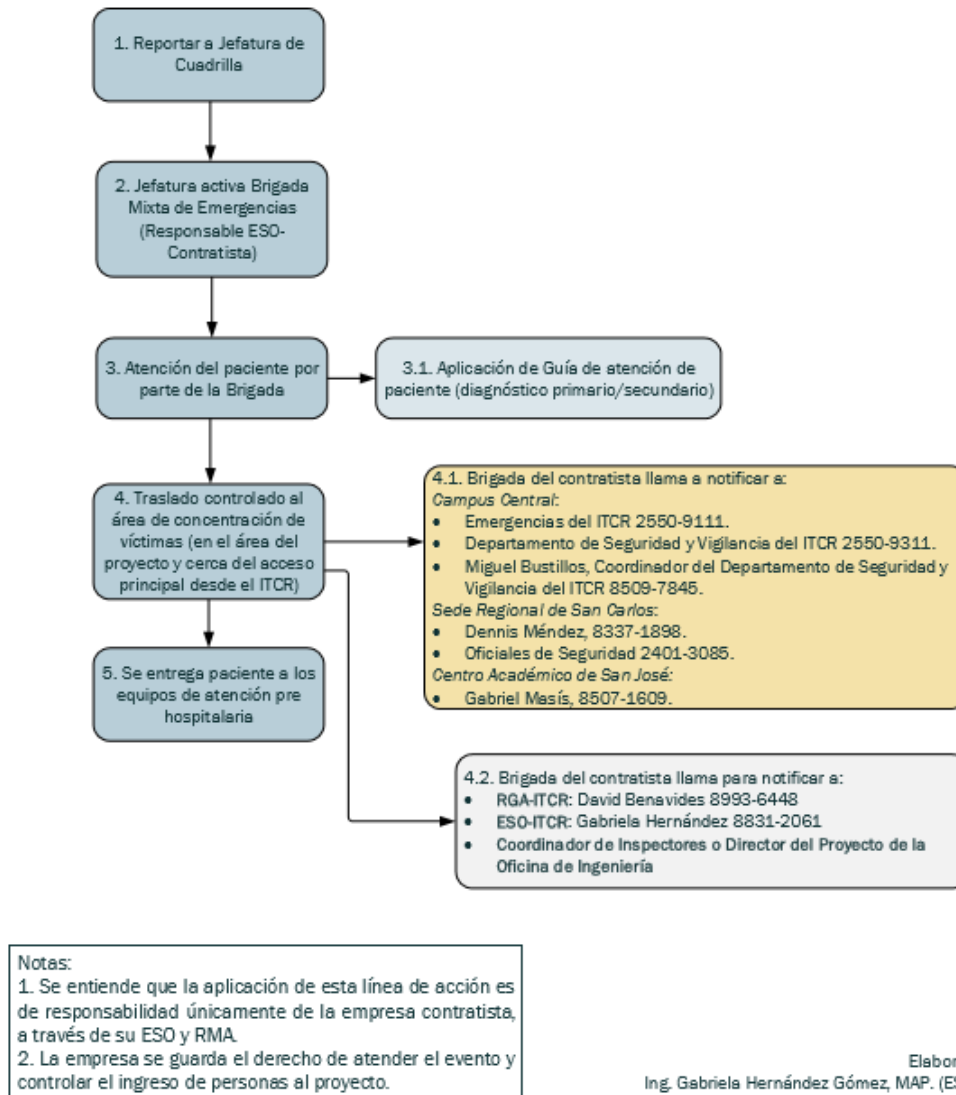 1. Reportar a Jefatura de
Cuadrilla
2. Jefatura activa Brigada
Mixta de Emergencias
(Responsable ESO-
Contratista)
3. Atención del paciente por
parte de la Brigada
3.1. Aplicación de Guía de atención de
paciente (diagnóstico primario/secundario)
4. Traslado controlado al
área de concentración de
víctimas (en el área del
proyecto y cerca del acceso
principal desde el ITCR)
4.1. Brigada del contratista llama a notificar a:
Campus Central:
• Emergencias del ITCR 2550-9111.
• Departamento de Seguridad y Vigilancia del ITCR 2550-9311.
• Miguel Bustillos, Coordinador del Departamento de Seguridad y
Vigilancia del ITCR 8509-7845.
Sede Regional de San Carlos:
• Dennis Méndez, 8337-1898.
• Oficiales de Seguridad 2401-3085.
Centro Académico de San José:
• Gabriel Masís, 8507-1609.
5. Se entrega paciente a los
equipos de atención pre
hospitalaria
4.2. Brigada del contratista llama para notificar a:
• RGA-ITCR: David Benavides 8993-6448
• ESO-ITCR: Gabriela Hernández 8831-2061
• Coordinador de Inspectores o Director del Proyecto de la
Oficina de Ingeniería
Notas:
1. Se entiende que la aplicación de esta línea de acción es
de responsabilidad únicamente de la empresa contratista,
a través de su ESO y RMA.
2. La empresa se guarda el derecho de atender el evento y
controlar el ingreso de personas al proyecto.
Elabor
Ing. Gabriela Hernández Gómez, MAP. (ES